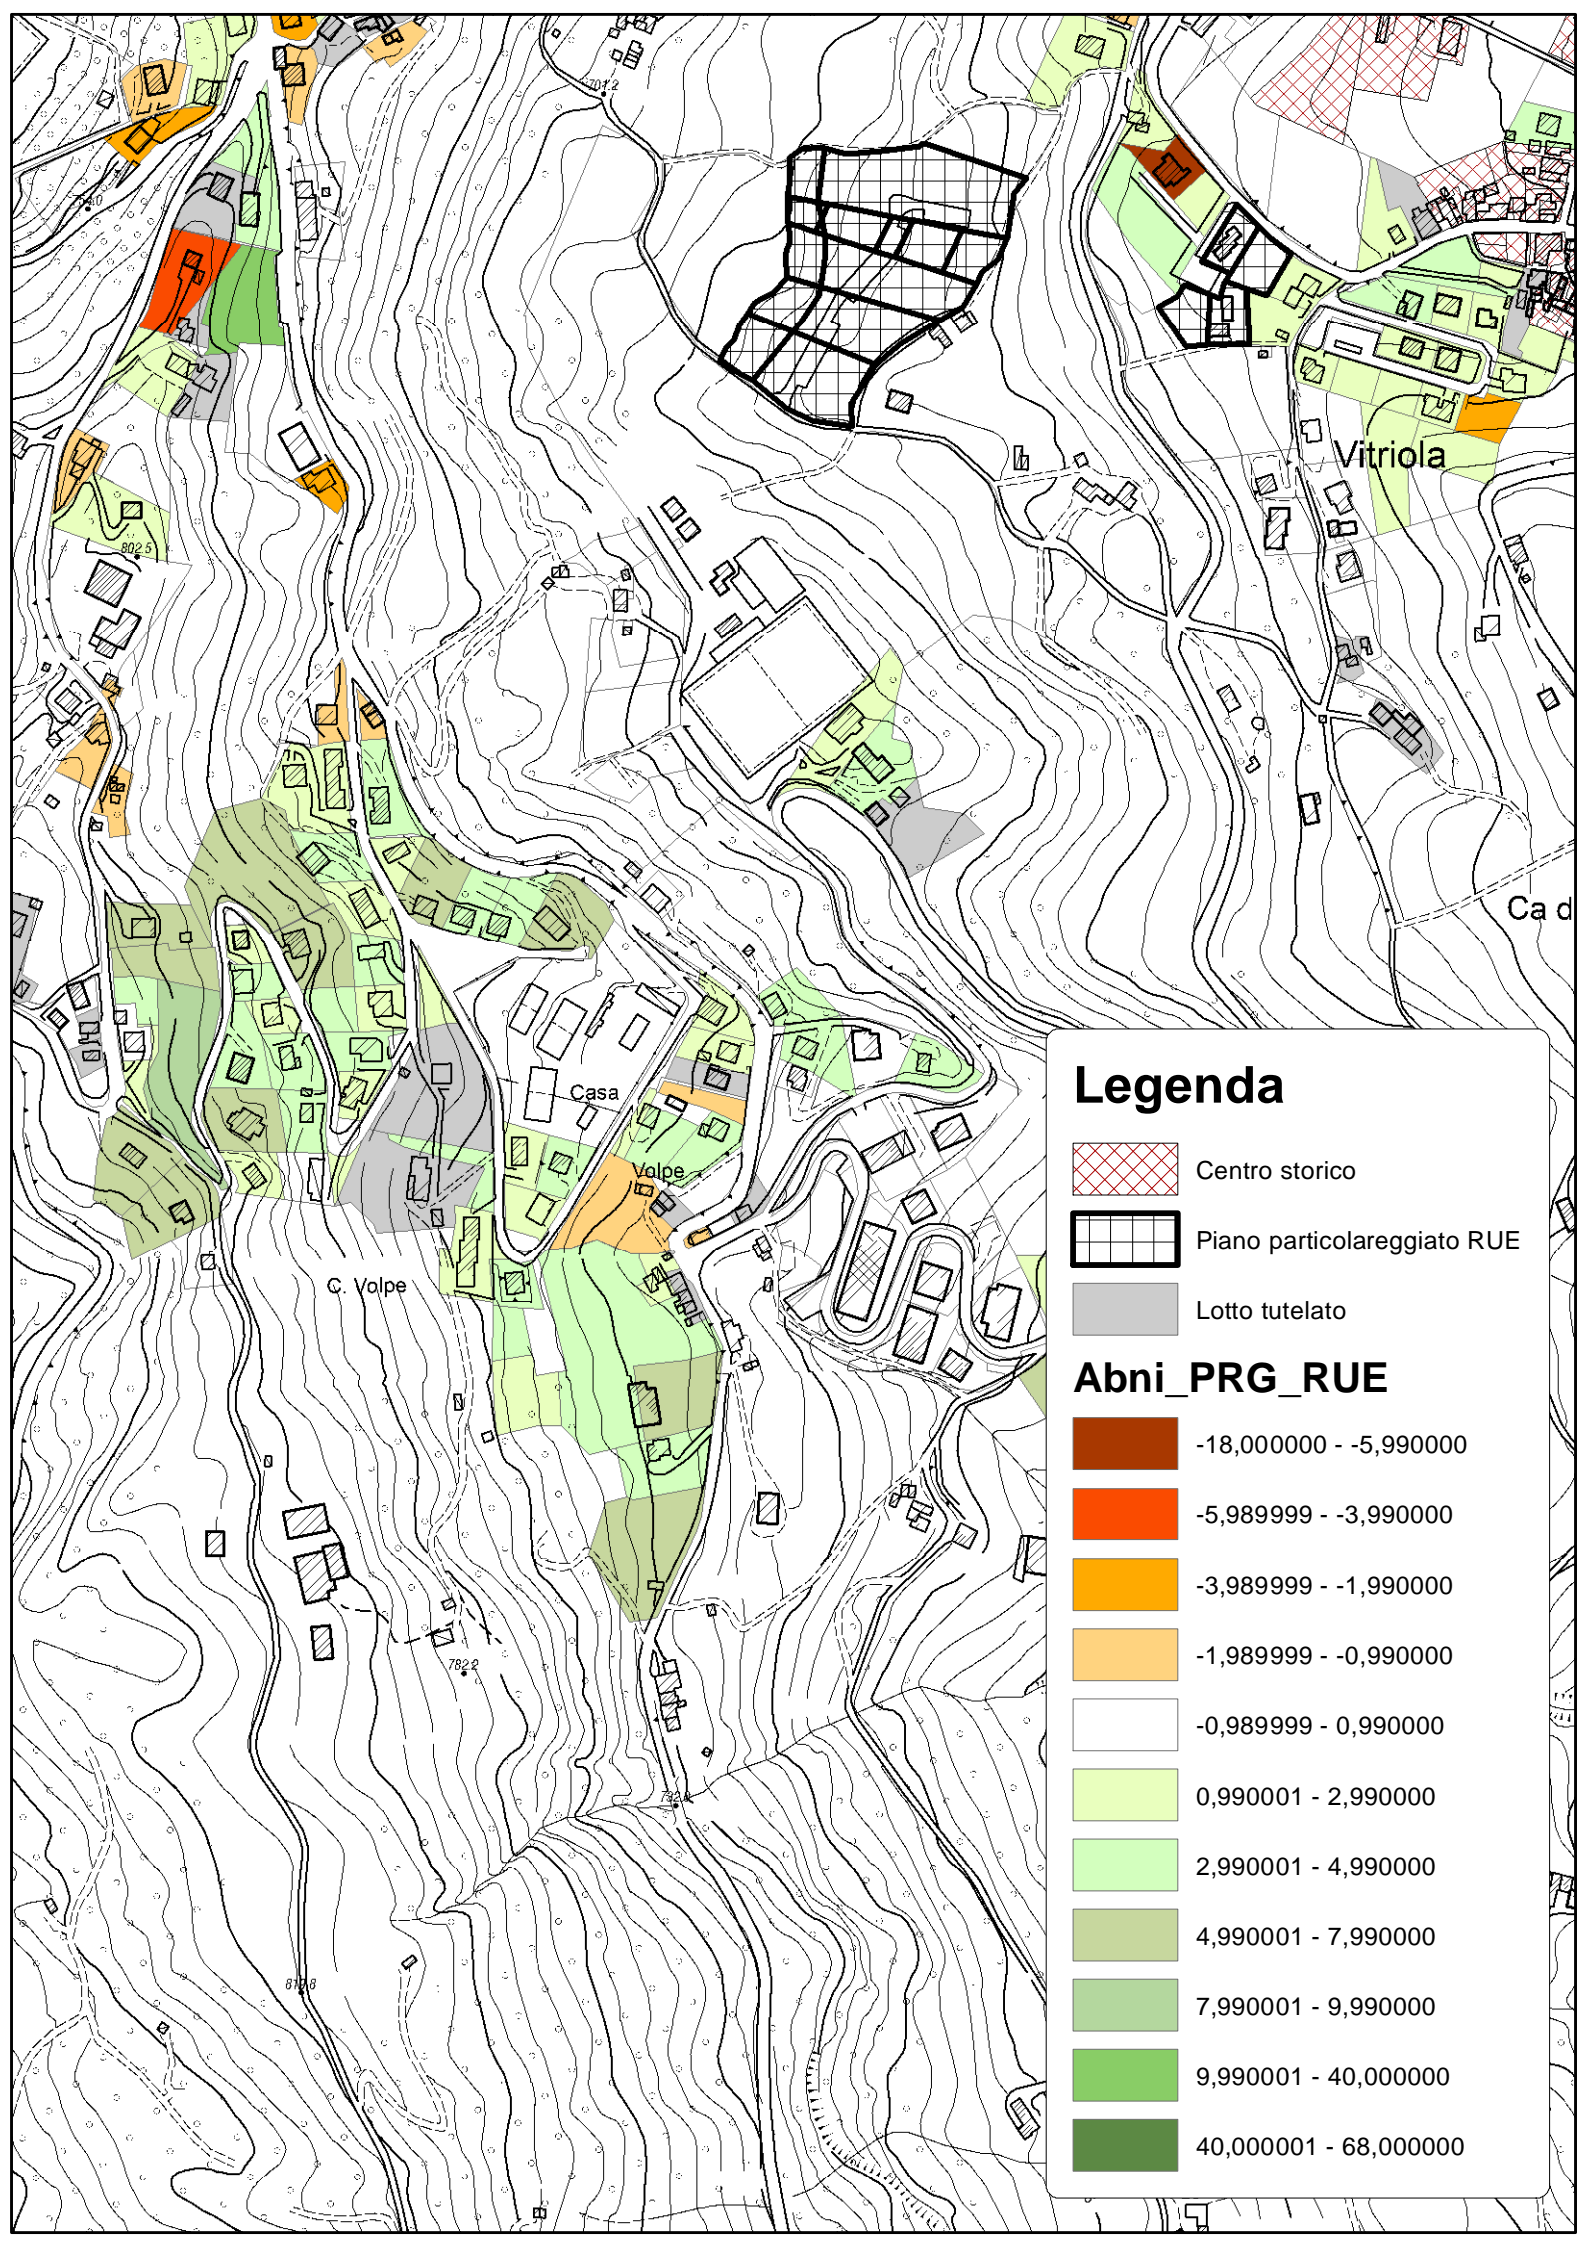 701.2
Vitriola
802.5
Ca d
Casa
Volpe
C. Volpe
782.2
Legenda
Centro storico
Piano particolareggiato RUE
Lotto tutelato
Abni_PRG_RUE
-18,000000 - -5,990000
-5,989999 - -3,990000
-3,989999 - -1,990000
-1,989999 - -0,990000
-0,989999 - 0,990000
0,990001 - 2,990000
2,990001 - 4,990000
4,990001 - 7,990000
7,990001 - 9,990000
9,990001 - 40,000000
40,000001 - 68,000000